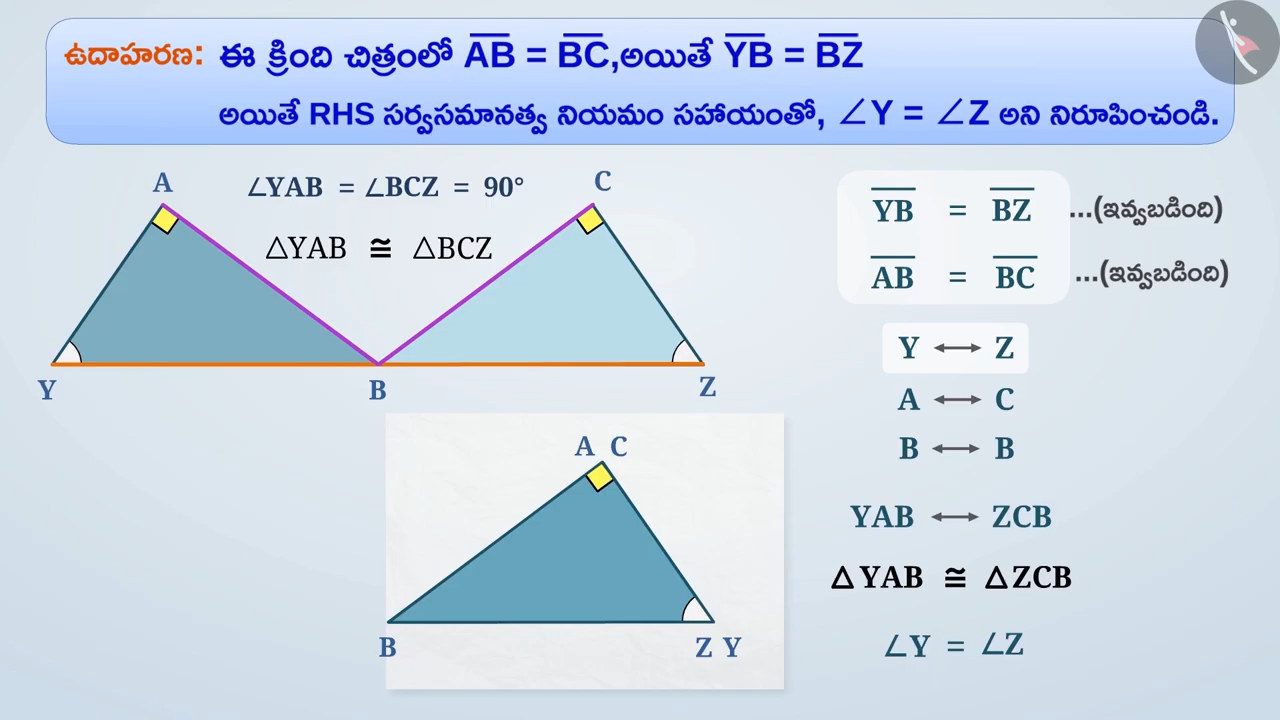 ఉదాహరణ: ఈ క్రింది చిత్రంలో AB = BC,అయితే YB = BZ
అయితే RHS సర్వసమానత్వ నియమం సహాయంతో, ∠Y = ∠Z అని నిరూపించండి.
A
∠YAB = ∠BCZ = 90°
C
△YAB ≅ △BCZ
Y
B
Z
YB = BZ ...(ఇవ్వబడింది)
AB = BC ...(ఇవ్వబడింది)
Y ⟷ Z
A ⟷ C
B ⟷ B
YAB ⟷ ZCB
△YAB ≅ △ZCB
∠Y = ∠Z
A C
B
Z Y